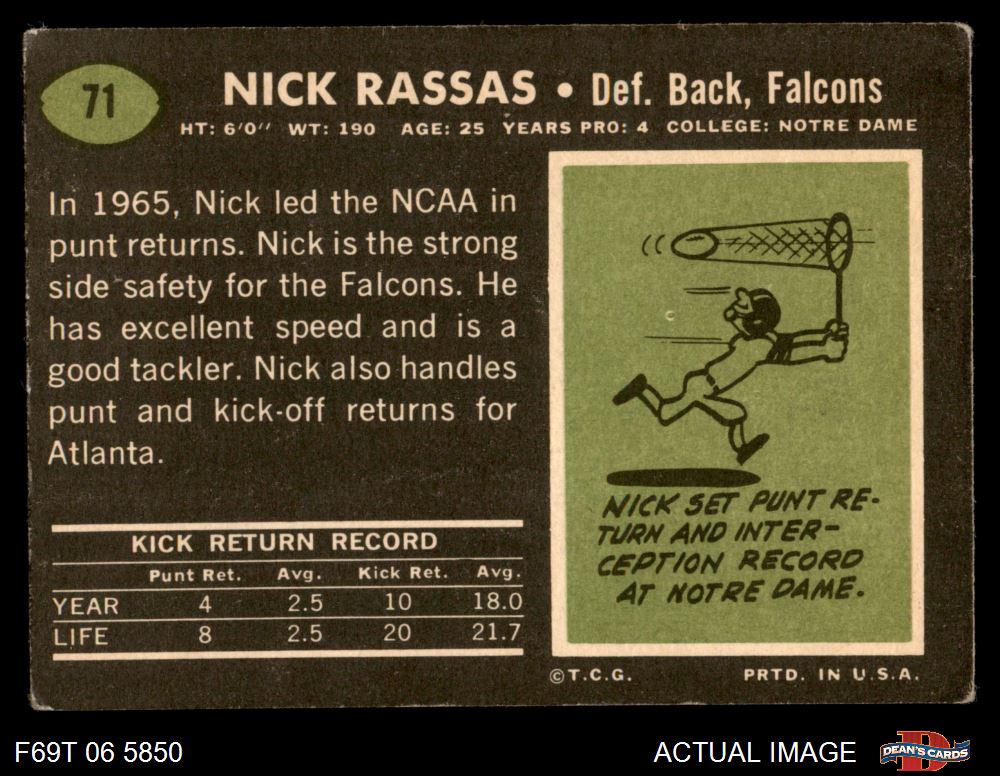 71
NICK RASSAS • Def. Back, Falcons
HT: 6'0'' WT: 190 AGE: 25 YEARS PRO: 4 COLLEGE: NOTRE DAME
In 1965, Nick led the NCAA in
punt returns. Nick is the strong
side safety for the Falcons. He
has excellent speed and is a
good tackler. Nick also handles
punt and kick-off returns for
Atlanta.
KICK RETURN RECORD
Punt Ret. Avg. Kick Ret. Avg.
YEAR 4 2.5 10 18.0
LIFE 8 2.5 20 21.7
NICK SET PUNT RE-
TURN AND INTER-
CEPTION RECORD
AT NOTRE DAME.
©T.C.G. PRTD. IN U.S.A.
F69T 06 5850 ACTUAL IMAGE
D
DEAN'S CARDS